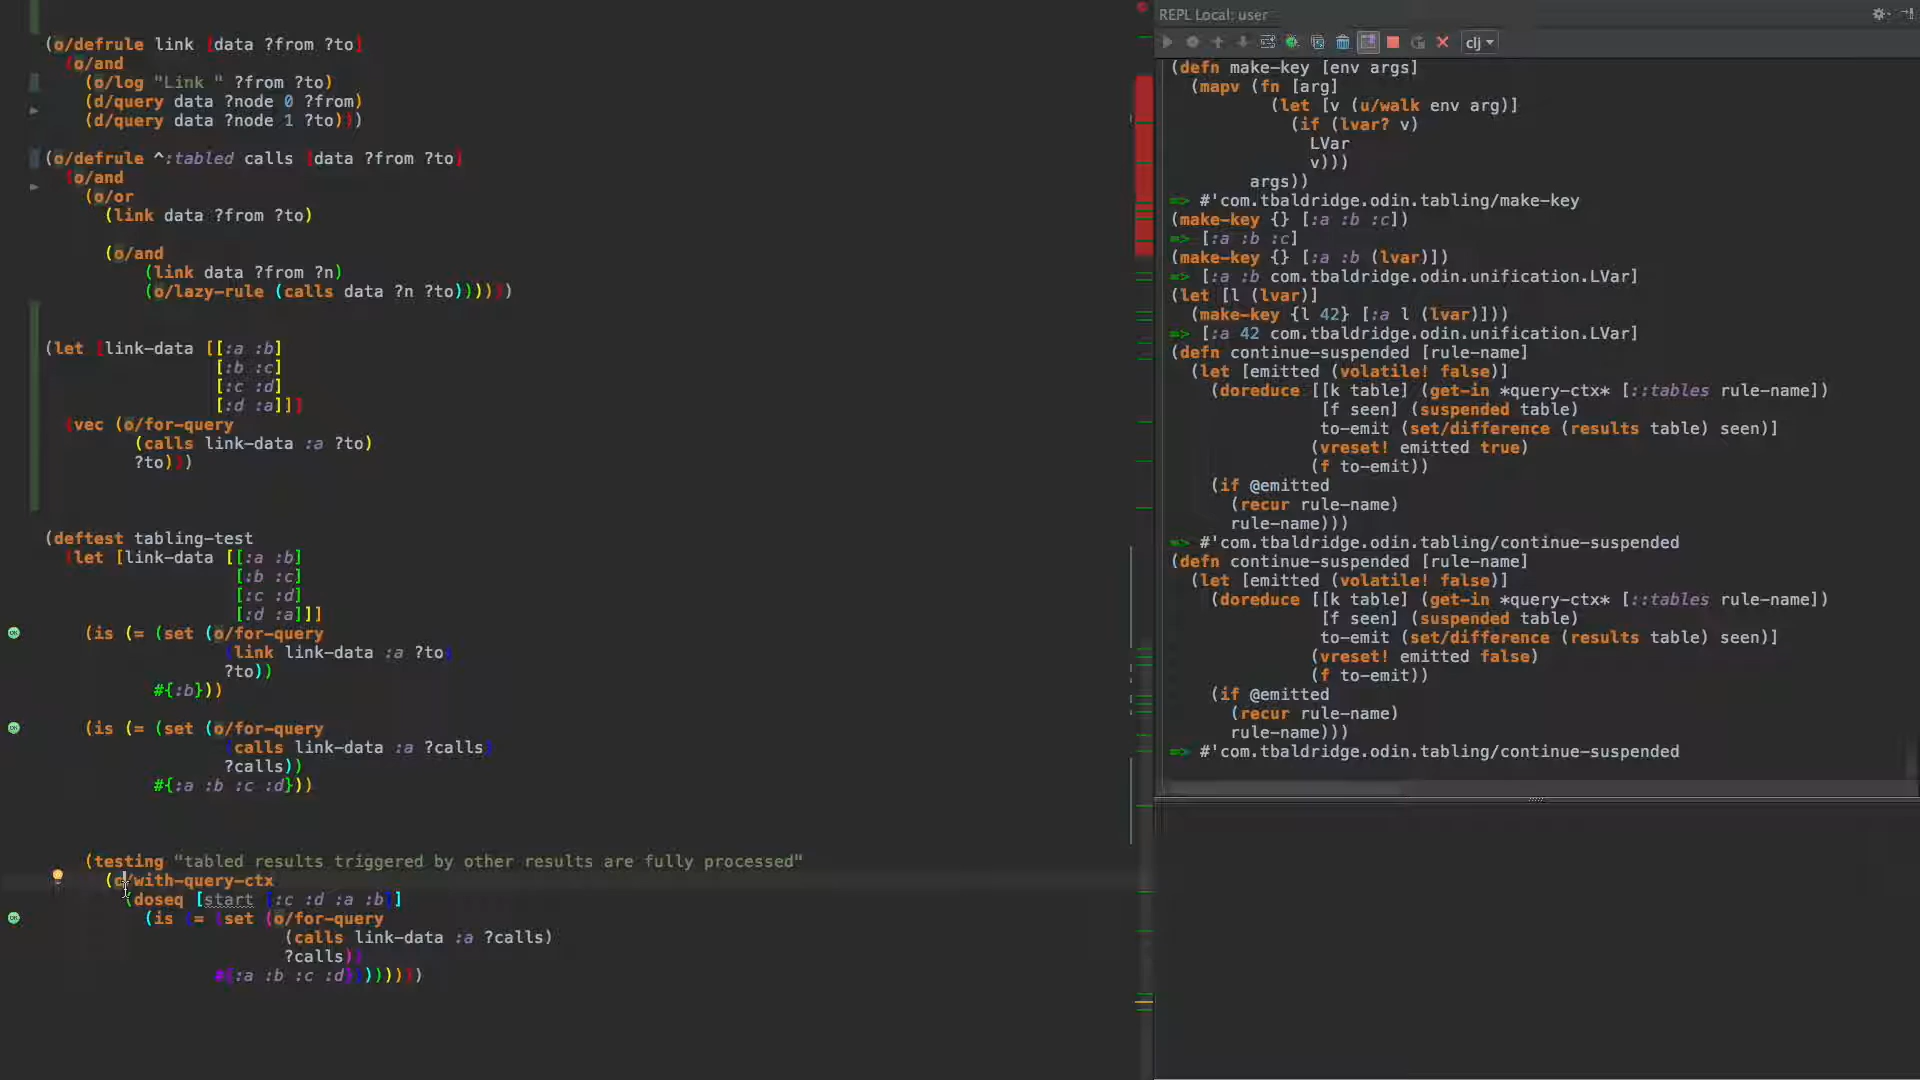 (o/defrule link [data ?from ?to]
(o/and
(o/log "Link " ?from ?to)
(d/query data ?node 0 ?from)
(d/query data ?node 1 ?to)))
(o/defrule ^:tabled calls [data ?from ?to]
(o/and
(o/or
(link data ?from ?to)
(o/and
(link data ?from ?n)
(o/lazy-rule (calls data ?n ?to))))))
(let [link-data [[:a :b]
[:b :c]
[:c :d]
[:d :a]]]
(vec (o/for-query
(calls link-data :a ?to)
?to)))
(deftest tabling-test
(let [link-data [[:a :b]
[:b :c]
[:c :d]
[:d :a]]]
(is (= (set (o/for-query
(link link-data :a ?to)
?to))
#{:b}))
(is (= (set (o/for-query
(calls link-data :a ?calls)
?calls))
#{:a :b :c :d}))
(testing "tabled results triggered by other results are fully processed"
(o/with-query-ctx
(doseq [start [:c :d :a :b]]
(is (= (set (o/for-query
(calls link-data :a ?calls)
?calls))
#{:a :b :c :d})))))))
REPL Local: user
clj
(defn make-key [env args]
(mapv (fn [arg]
(let [v (u/walk env arg)]
(if (lvar? v)
LVar
v)))
args))
=> #'com.tbaldridge.odin.tabling/make-key
(make-key {} [:a :b :c])
=> [:a :b :c]
(make-key {} [:a :b (lvar)])
=> [:a :b com.tbaldridge.odin.unification.LVar]
(let [l (lvar)]
(make-key {l 42} [:a l (lvar)]))
=> [:a 42 com.tbaldridge.odin.unification.LVar]
(defn continue-suspended [rule-name]
(let [emitted (volatile! false)]
(doreduce [[k table] (get-in *query-ctx* [::tables rule-name])
[f seen] (suspended table)
to-emit (set/difference (results table) seen)]
(vreset! emitted true)
(f to-emit))
(if @emitted
(recur rule-name)
rule-name)))
=> #'com.tbaldridge.odin.tabling/continue-suspended
(defn continue-suspended [rule-name]
(let [emitted (volatile! false)]
(doreduce [[k table] (get-in *query-ctx* [::tables rule-name])
[f seen] (suspended table)
to-emit (set/difference (results table) seen)]
(vreset! emitted false)
(f to-emit))
(if @emitted
(recur rule-name)
rule-name)))
=> #'com.tbaldridge.odin.tabling/continue-suspended